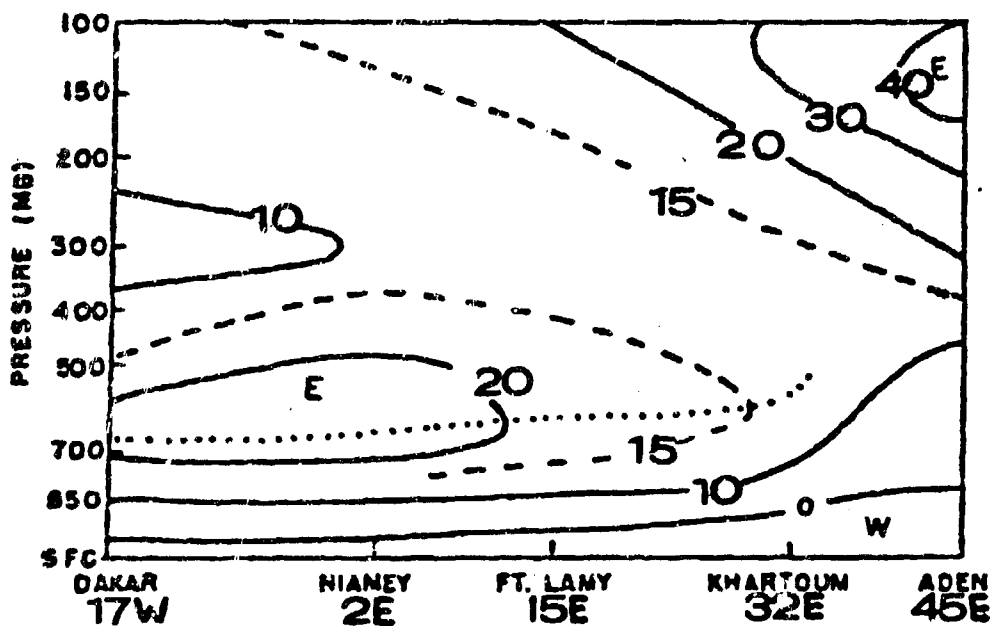 100
150
200
300
400
500
700
850
SFC
PRESSURE (MB)
E
40
30
20
15
10
20
E
15
10
0
W
DAKAR NIANEY FT. LAMY KHARTOUM ADEN
17W 2E 15E 32E 45E